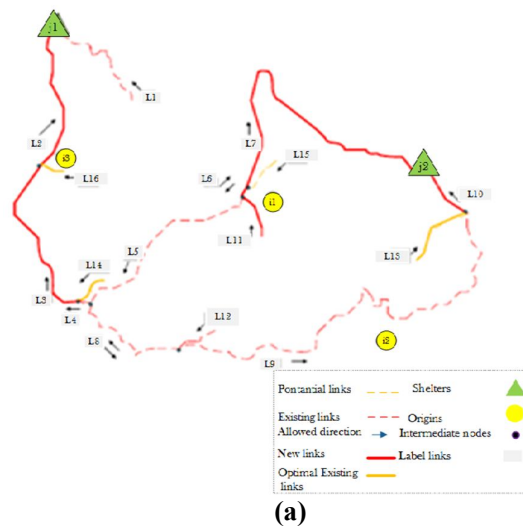 j1
L1
L2
L7
i3
L15
j2
L16
L6
L10
i1
L11
L5
L13
L14
L3
L4
L12
L8
i2
L9
Pontantial links Shelters
Existing links Origins
Allowed direction Intermediate nodes
New links Label links
Optimal Existing
links
(a)